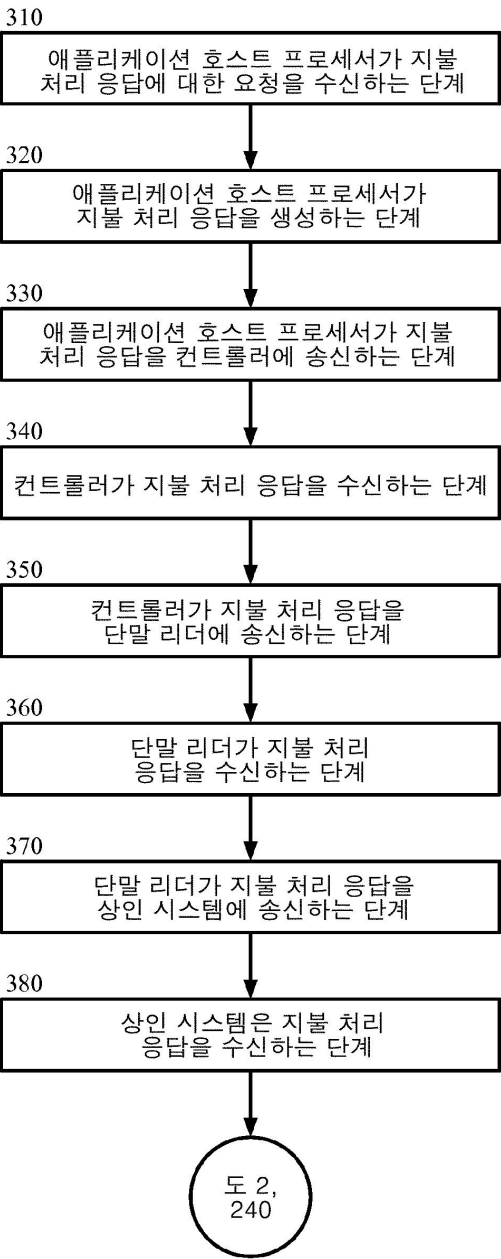 310
애플리케이션 호스트 프로세서가 지불
처리 응답에 대한 요청을 수신하는 단계
320
애플리케이션 호스트 프로세서가
지불 처리 응답을 생성하는 단계
330
애플리케이션 호스트 프로세서가 지불
처리 응답을 컨트롤러에 송신하는 단계
340
컨트롤러가 지불 처리 응답을 수신하는 단계
350
컨트롤러가 지불 처리 응답을
단말 리더에 송신하는 단계
360
단말 리더가 지불 처리
응답을 수신하는 단계
370
단말 리더가 지불 처리 응답을
상인 시스템에 송신하는 단계
380
상인 시스템은 지불 처리
응답을 수신하는 단계
도 2,
240